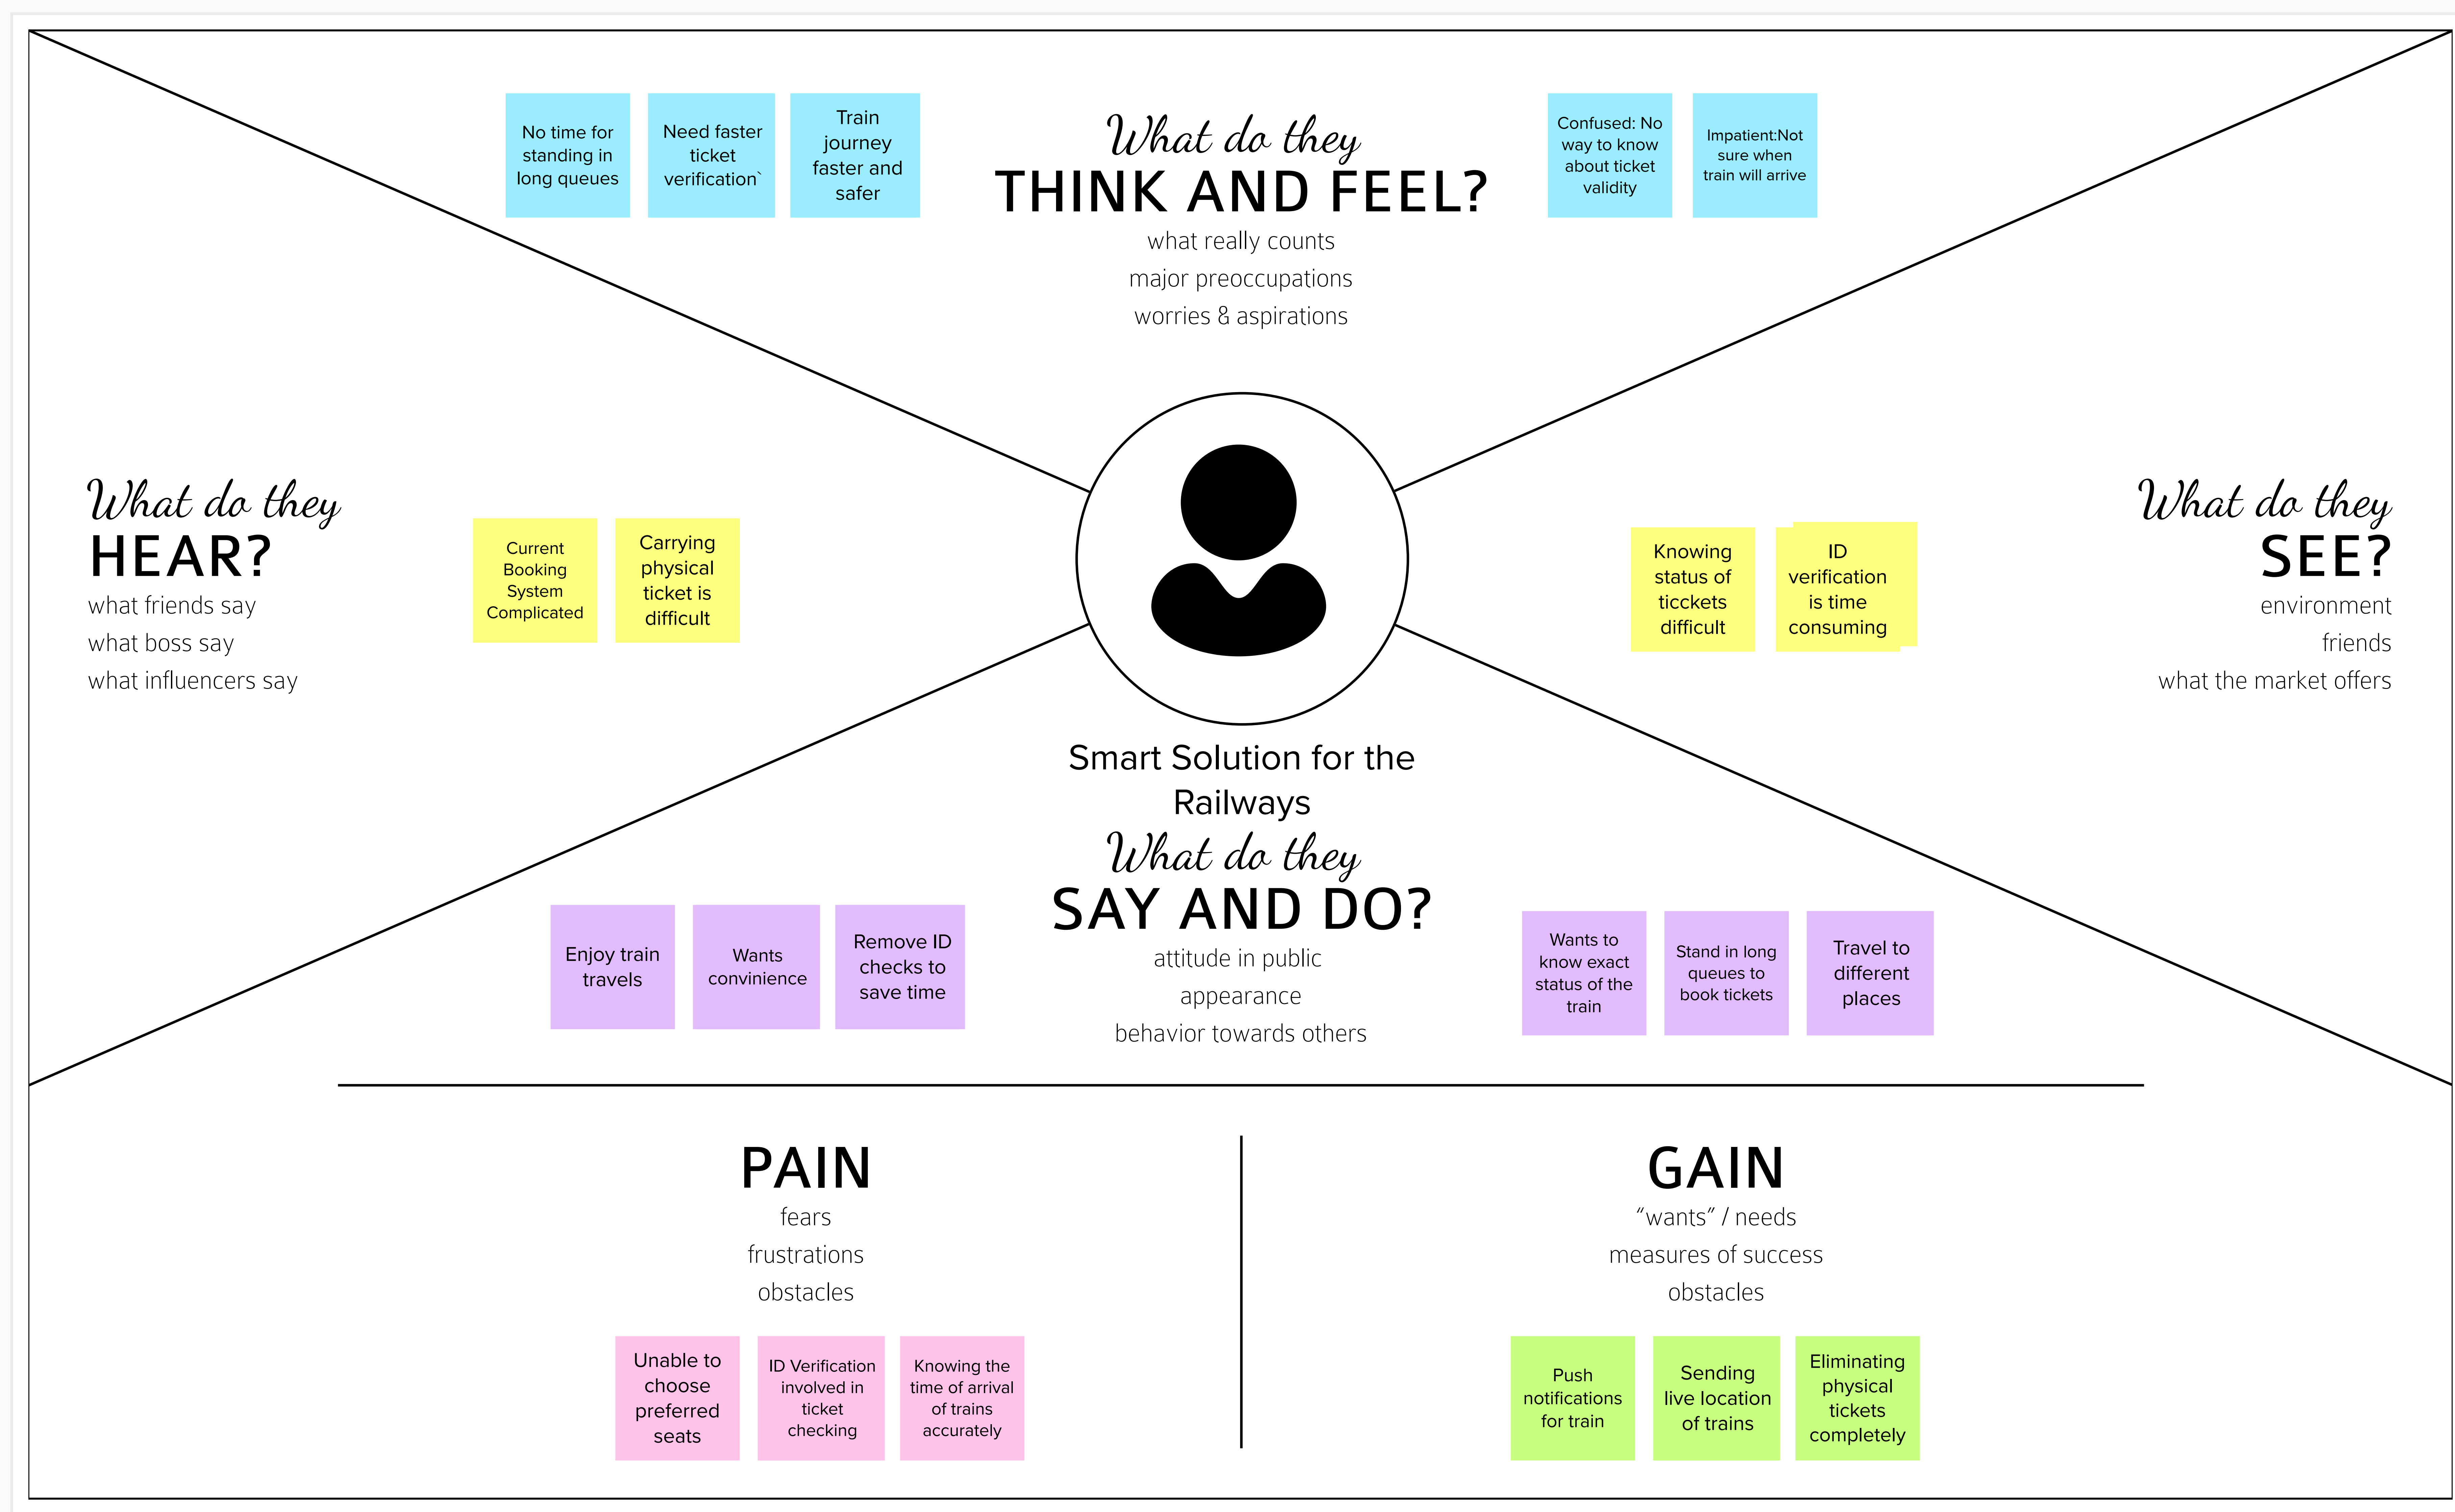 No time for
standing in
long queues
Need faster
ticket
verification`
Train
journey
faster and
safer
What do they
THINK AND FEEL?
what really counts
major preoccupations
worries & aspirations
Confused: No
way to know
about ticket
validity
Impatient:Not
sure when
train will arrive
What do they
HEAR?
what friends say
what boss say
what influencers say
Current
Booking
System
Complicated
Carrying
physical
ticket is
difficult
Knowing
status of
ticckets
difficult
ID
verification
is time
consuming
What do they
SEE?
environment
friends
what the market offers
Smart Solution for the
Railways
What do they
SAY AND DO?
attitude in public
appearance
behavior towards others
Enjoy train
travels
Wants
convinience
Remove ID
checks to
save time
Wants to
know exact
status of the
train
Stand in long
queues to
book tickets
Travel to
different
places
PAIN
fears
frustrations
obstacles
Unable to
choose
preferred
seats
ID Verification
involved in
ticket
checking
Knowing the
time of arrival
of trains
accurately
GAIN
“wants” / needs
measures of success
obstacles
Push
notifications
for train
Sending
live location
of trains
Eliminating
physical
tickets
completely